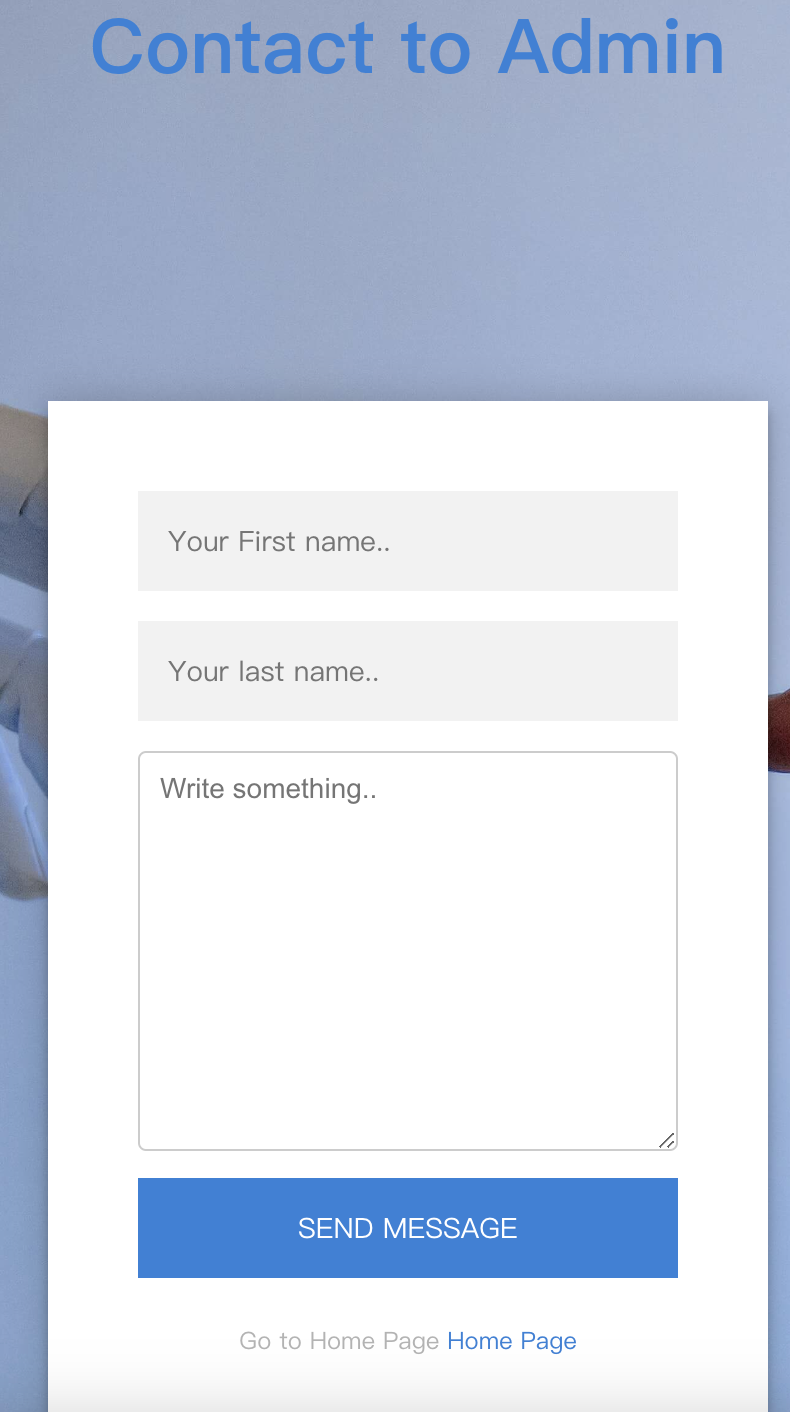 Contact to Admin
Your First name..
Your last name..
Write something..
SEND MESSAGE
Go to Home Page Home Page